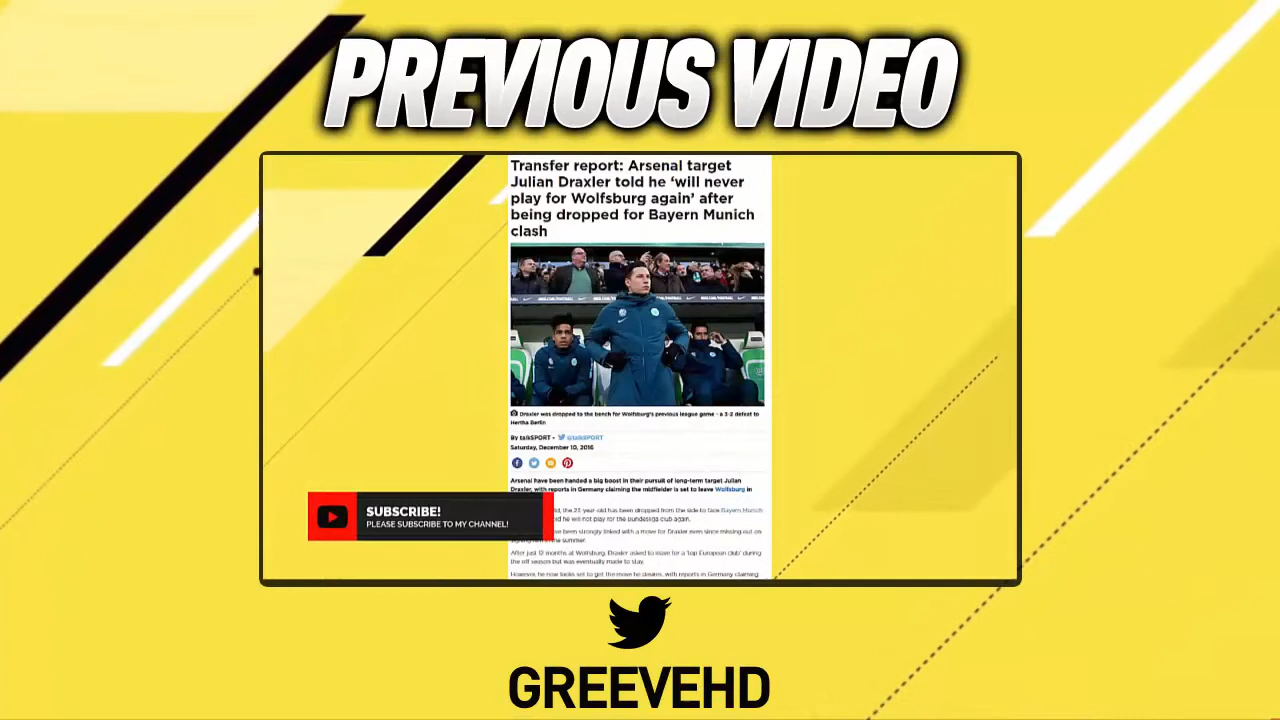 PREVIOUS VIDEO
Transfer report: Arsenal target
Julian Draxler told he ‘will never
play for Wolfsburg again’ after
being dropped for Bayern Munich
clash
Draxler was dropped to the bench for Wolfsburg's previous league game - a 3-2 defeat to
Hertha Berlin
By talkSPORT - @talkSPORT
Saturday, December 10, 2016
Arsenal have been handed a big boost in their pursuit of long-term target Julian
Draxler, with reports in Germany claiming the midfielder is set to leave Wolfsburg in
the 23-year-old has been dropped from the side to face Bayern Munich
he will not play for the Bundesliga club again.
been strongly linked with a move for Draxler ever since missing out on
the summer.
After just 12 months at Wolfsburg, Draxler asked to leave for a 'top European club' during
the off season but was eventually made to stay.
However, he now looks set to get the move he desires, with reports in Germany claiming
SUBSCRIBE!
PLEASE SUBSCRIBE TO MY CHANNEL!
GREEVEHD